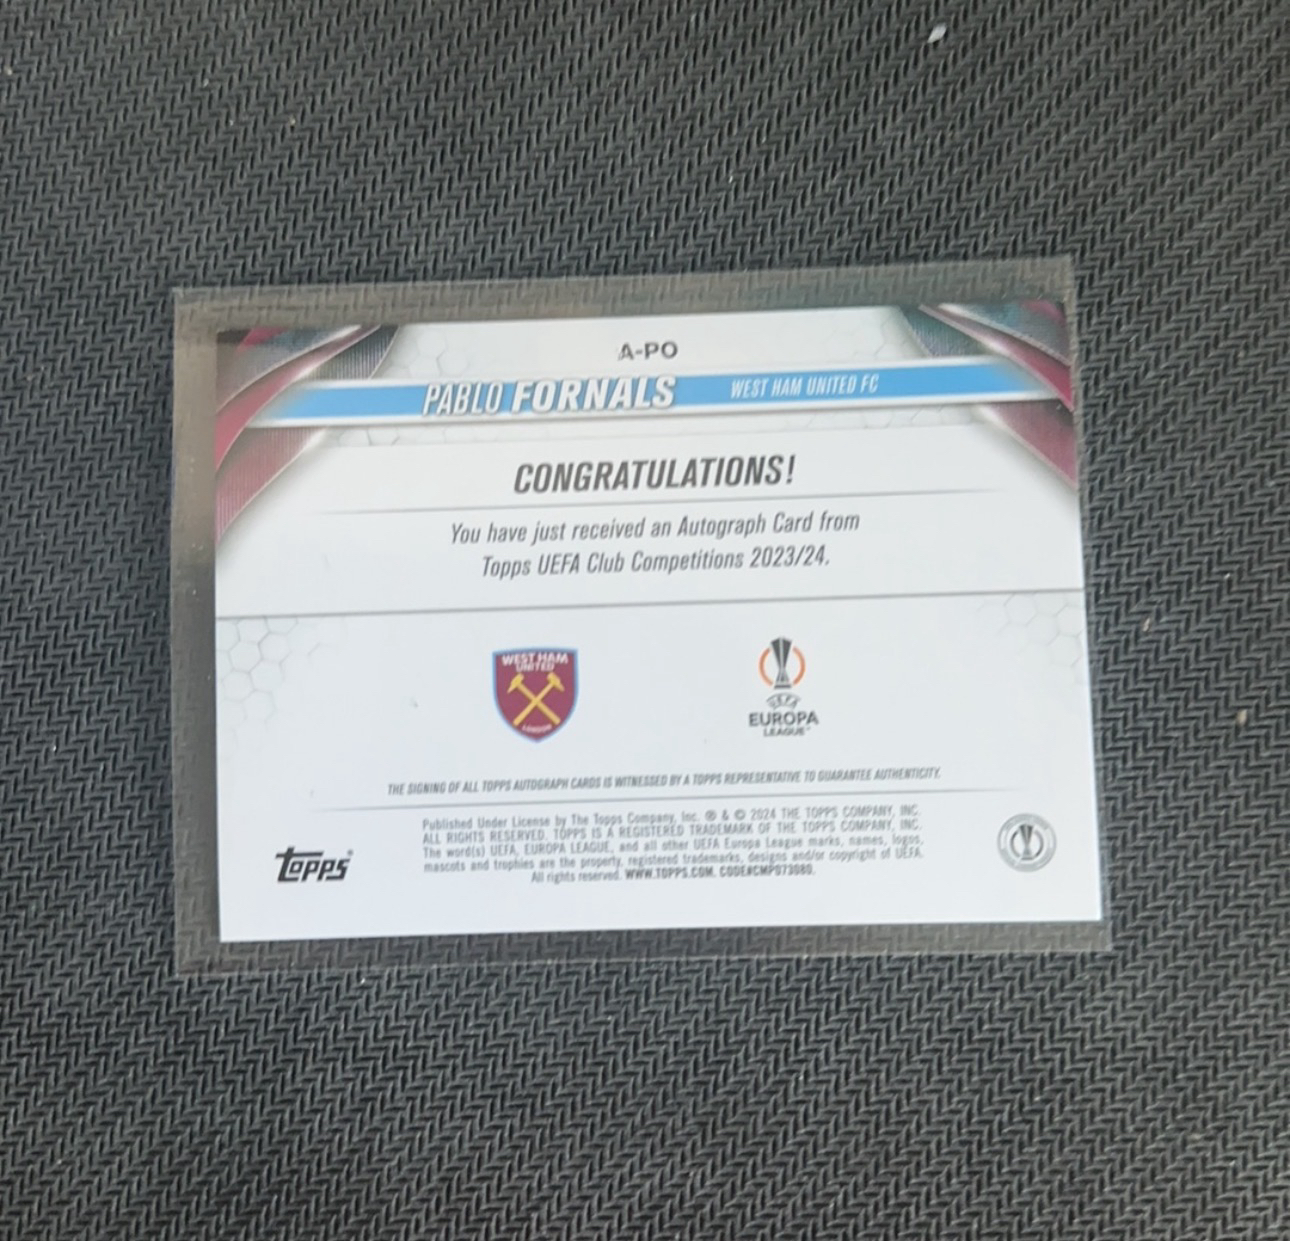 A-PO
PABLO FORNALS WEST HAM UNITED FC
CONGRATULATIONS!
You have just received an Autograph Card from
Topps UEFA Club Competitions 2023/24.
WEST HAM
UNITED
LONDON
UEFA
EUROPA
LEAGUE™
THE SIGNING OF ALL TOPPS AUTOGRAPH CARDS IS WITNESSED BY A TOPPS REPRESENTATIVE TO GUARANTEE AUTHENTICITY.
Topps®
Published Under License by The Topps Company, Inc. ® & © 2024 THE TOPPS COMPANY, INC.
ALL RIGHTS RESERVED. TOPPS IS A REGISTERED TRADEMARK OF THE TOPPS COMPANY, INC.
The word(s) UEFA, EUROPA LEAGUE, and all other UEFA Europa League marks, names, logos,
mascots and trophies are the property, registered trademarks, designs and/or copyright of UEFA.
All rights reserved. WWW.TOPPS.COM. CODE#CMP073080.